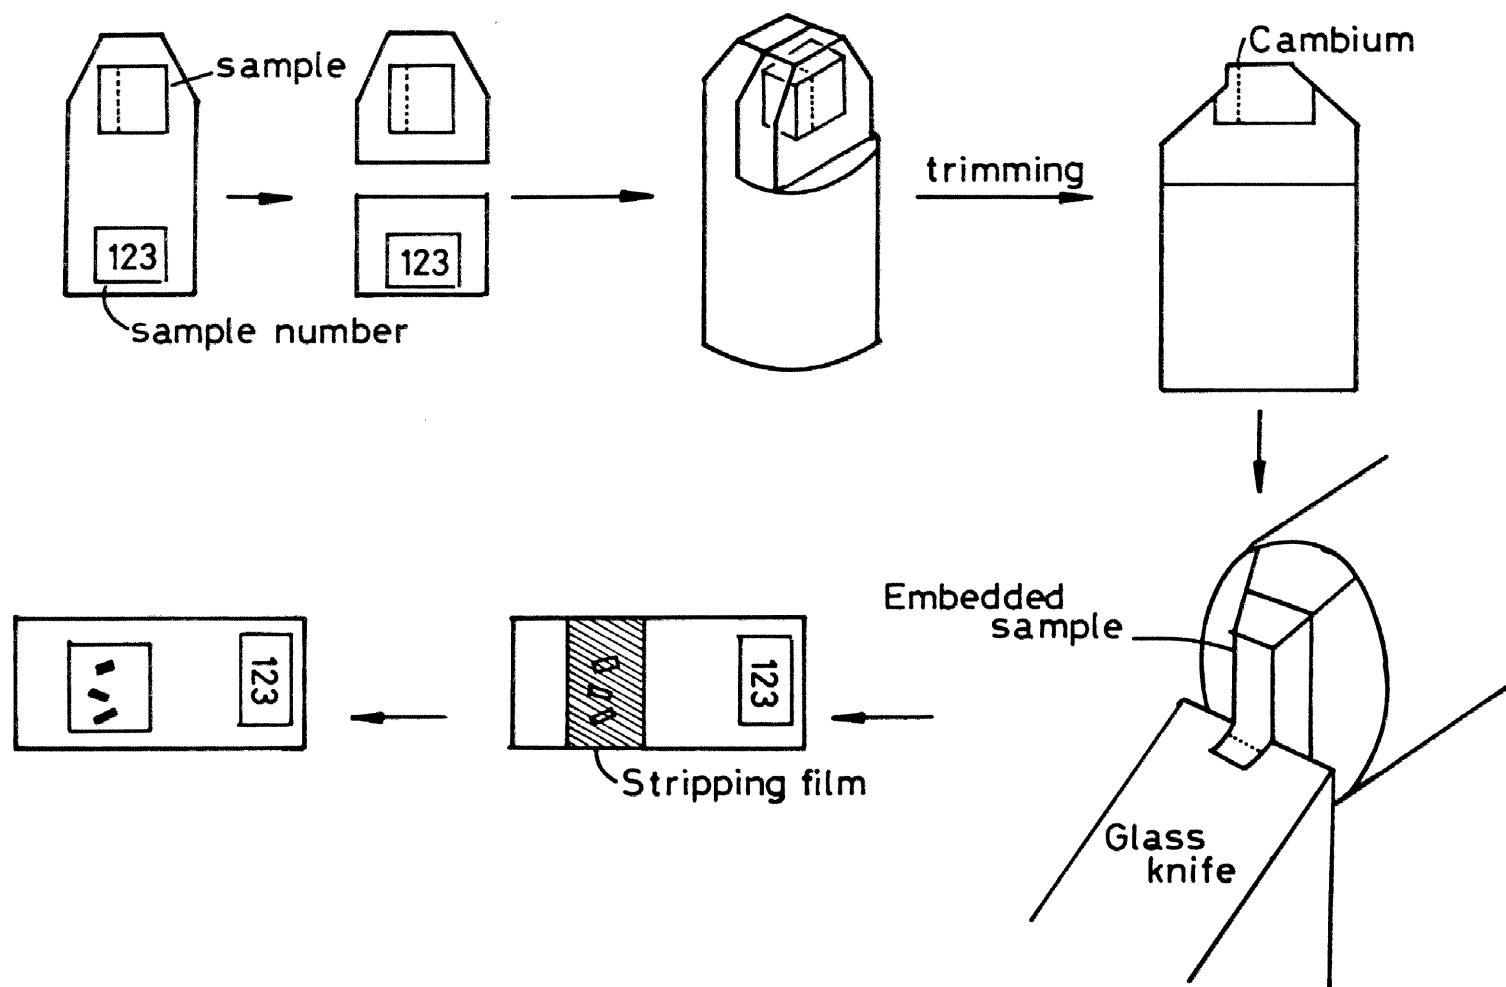 sample
123
sample number
123
trimming
Cambium
Embedded
sample
Glass
knife
123
Stripping film
123